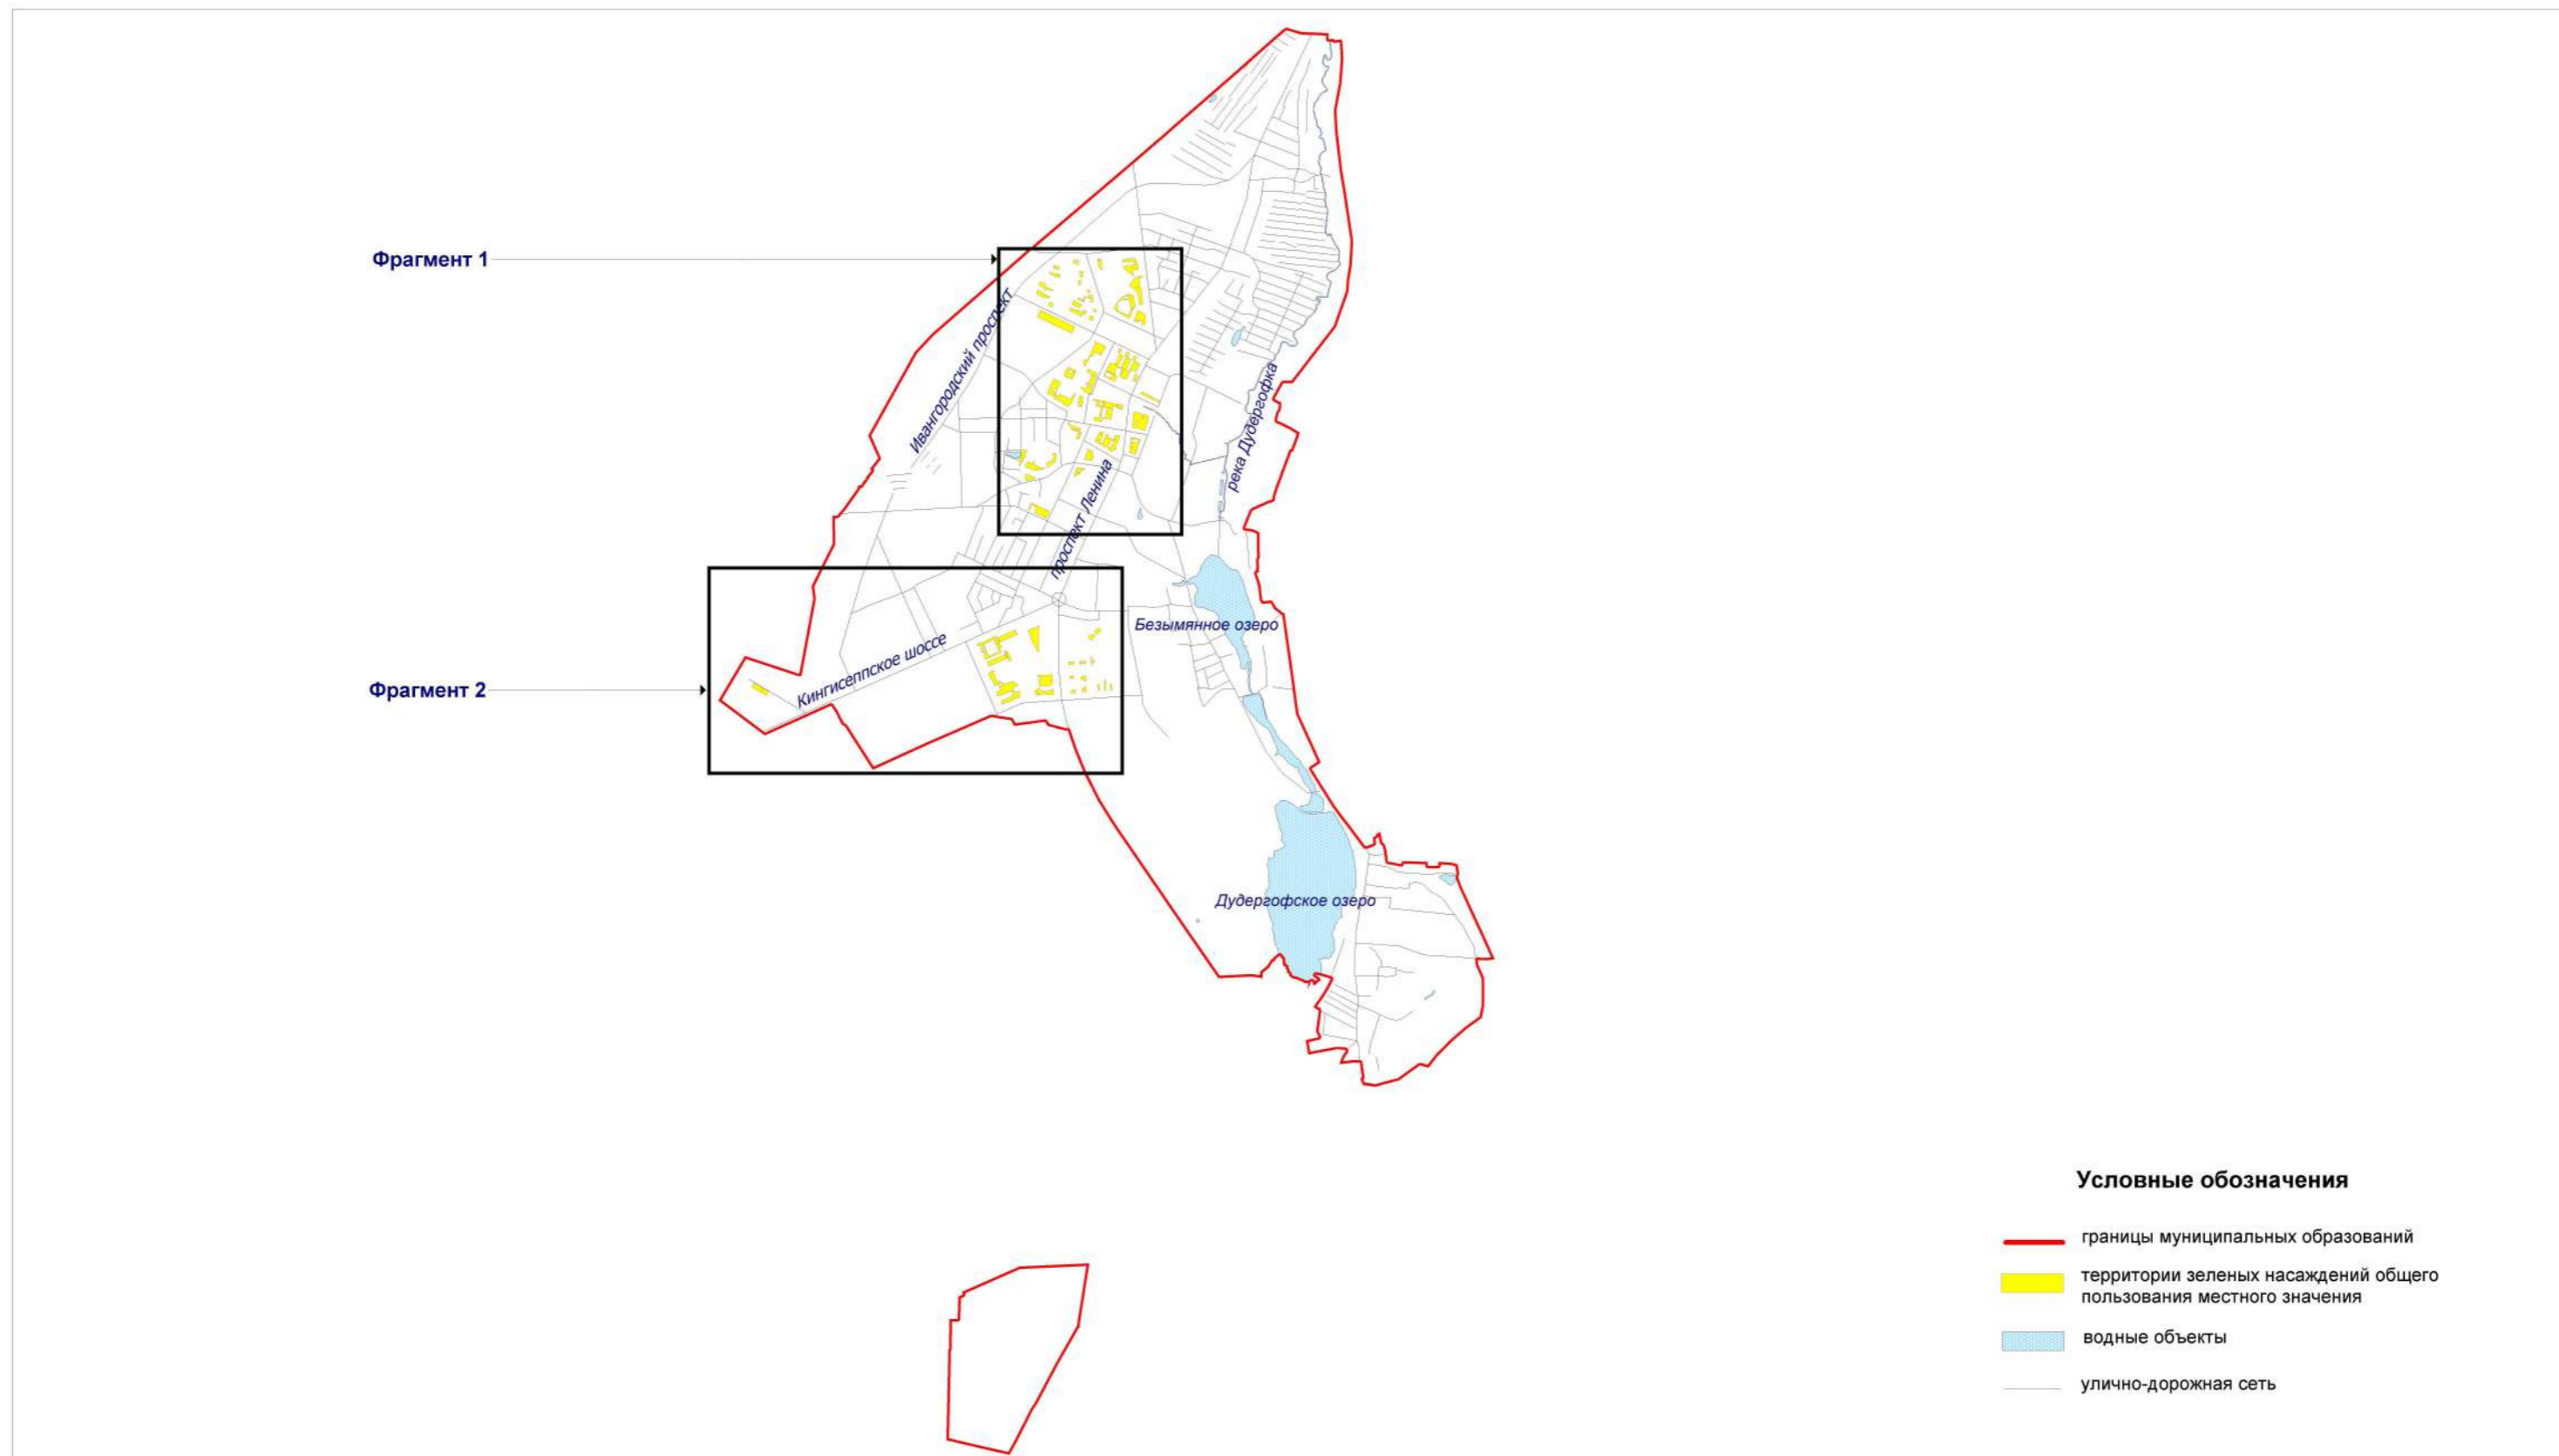 Фрагмент 1
Ивангородский проспект
река Дудергофка
проспект Ленина
Фрагмент 2
Кингисеппское шоссе
Безымянное озеро
Дудергофское озеро
Условные обозначения
границы муниципальных образований
территории зеленых насаждений общего
пользования местного значения
водные объекты
улично-дорожная сеть